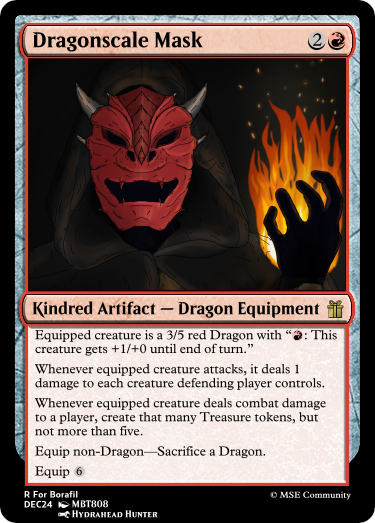 Dragonscale Mask 2
Kindred Artifact — Dragon Equipment
Equipped creature is a 3/5 red Dragon with “: This
creature gets +1/+0 until end of turn.”
Whenever equipped creature attacks, it deals 1
damage to each creature defending player controls.
Whenever equipped creature deals combat damage
to a player, create that many Treasure tokens, but
not more than five.
Equip non-Dragon—Sacrifice a Dragon.
Equip 6
R For Borafil
DEC24 MBT808 © MSE Community
Hydrahead Hunter